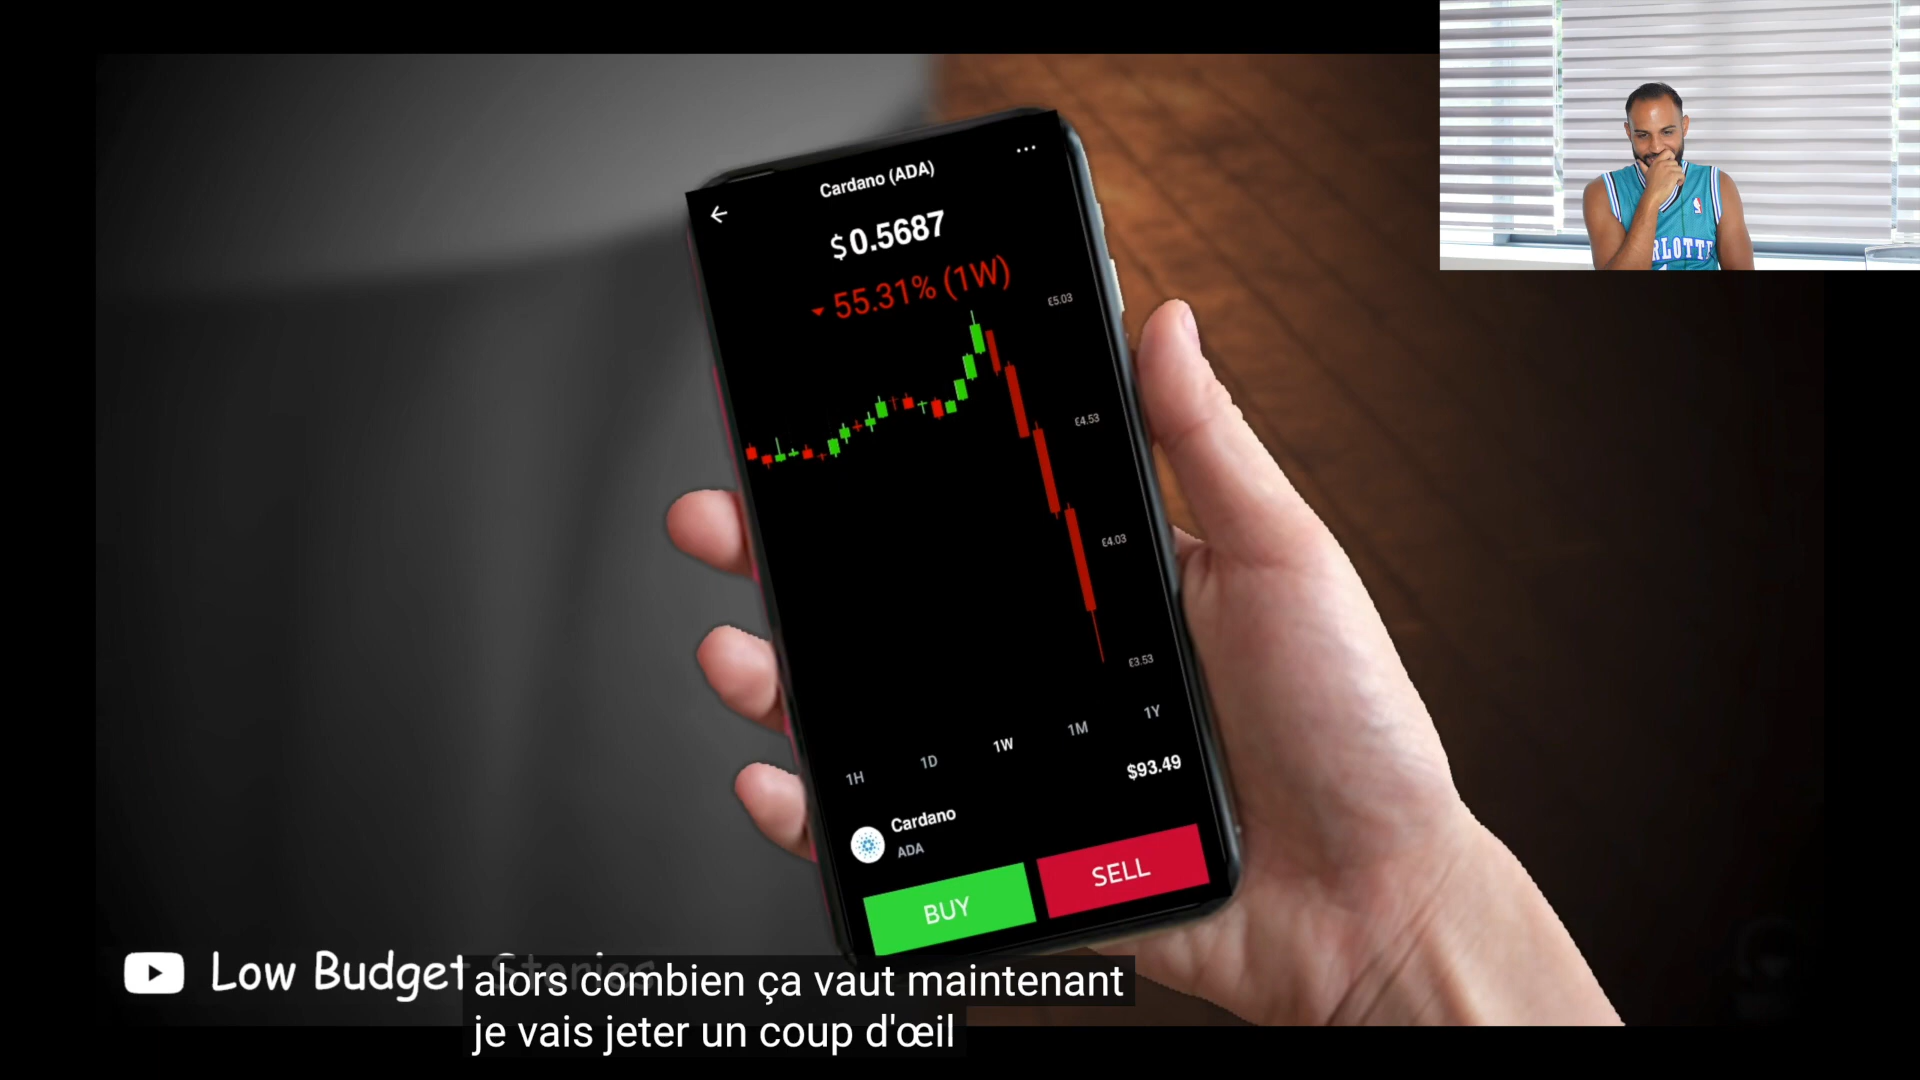 Cardano (ADA)
$0.5687
55.31% (1W)
£5.03
£4.53
£4.03
£3.53
1H 1D 1W 1M 1Y
$93.49
Cardano
ADA
BUY SELL
RLOTTE
Low Budget Stories
alors combien ça vaut maintenant
je vais jeter un coup d'œil